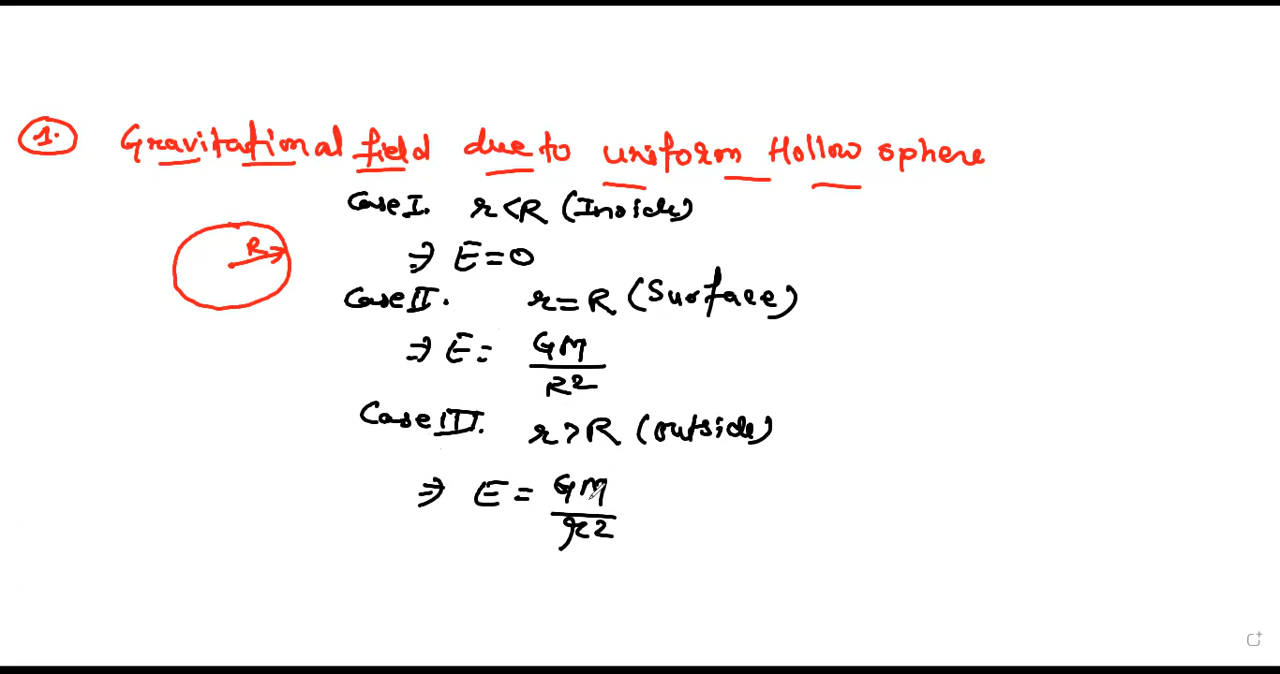 1. Gravitational field due to uniform Hollow sphere
Case I. r<R (Inside)
R
⇒ E=0
Case II. r=R (Surface)
⇒ E= GM
R2
Case III. r>R (outside)
⇒ E = GM
r2